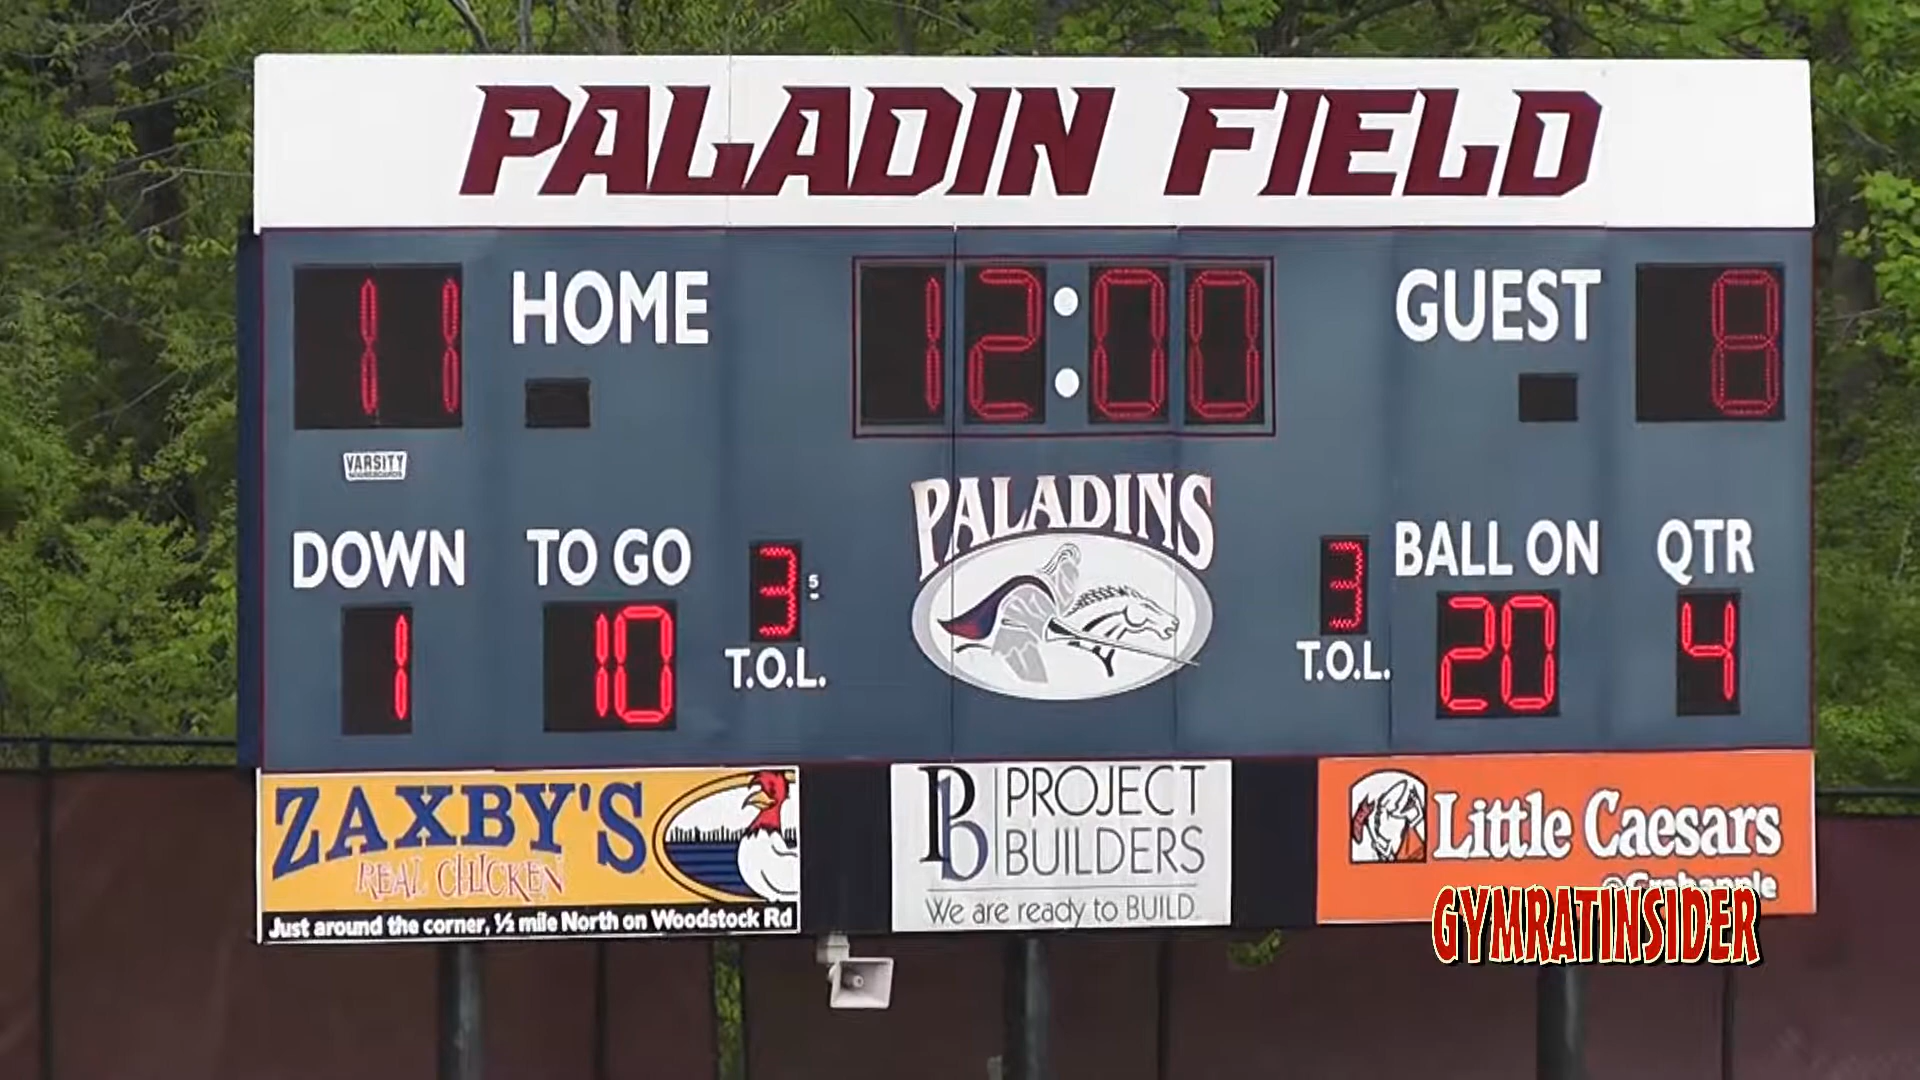 PALADIN FIELD
11 HOME 12:00 GUEST 8
VARSITY
PALADINS
DOWN TO GO 3 5 3 BALL ON QTR
1 10 T.O.L. T.O.L. 20 4
ZAXBY'S
REAL CHICKEN
Just around the corner, ½ mile North on Woodstock Rd
Pb PROJECT
BUILDERS
We are ready to BUILD.
Little Caesars
GYMRATINSIDER